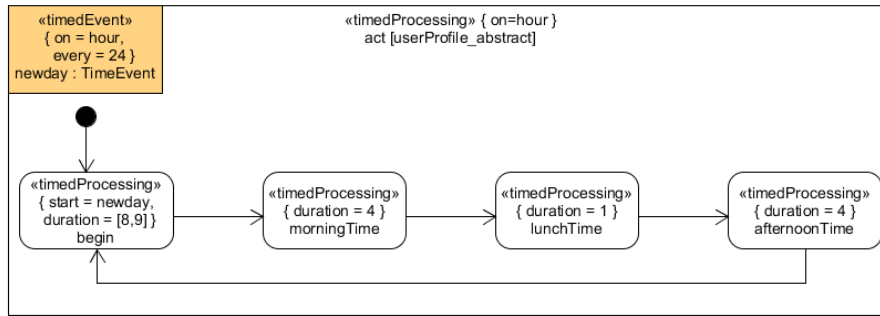 «timedEvent»
{ on = hour,
every = 24 }
newday : TimeEvent
«timedProcessing» { on=hour }
act [userProfile_abstract]
«timedProcessing»
{ start = newday,
duration = [8,9] }
begin
«timedProcessing»
{ duration = 4 }
morningTime
«timedProcessing»
{ duration = 1 }
lunchTime
«timedProcessing»
{ duration = 4 }
afternoonTime